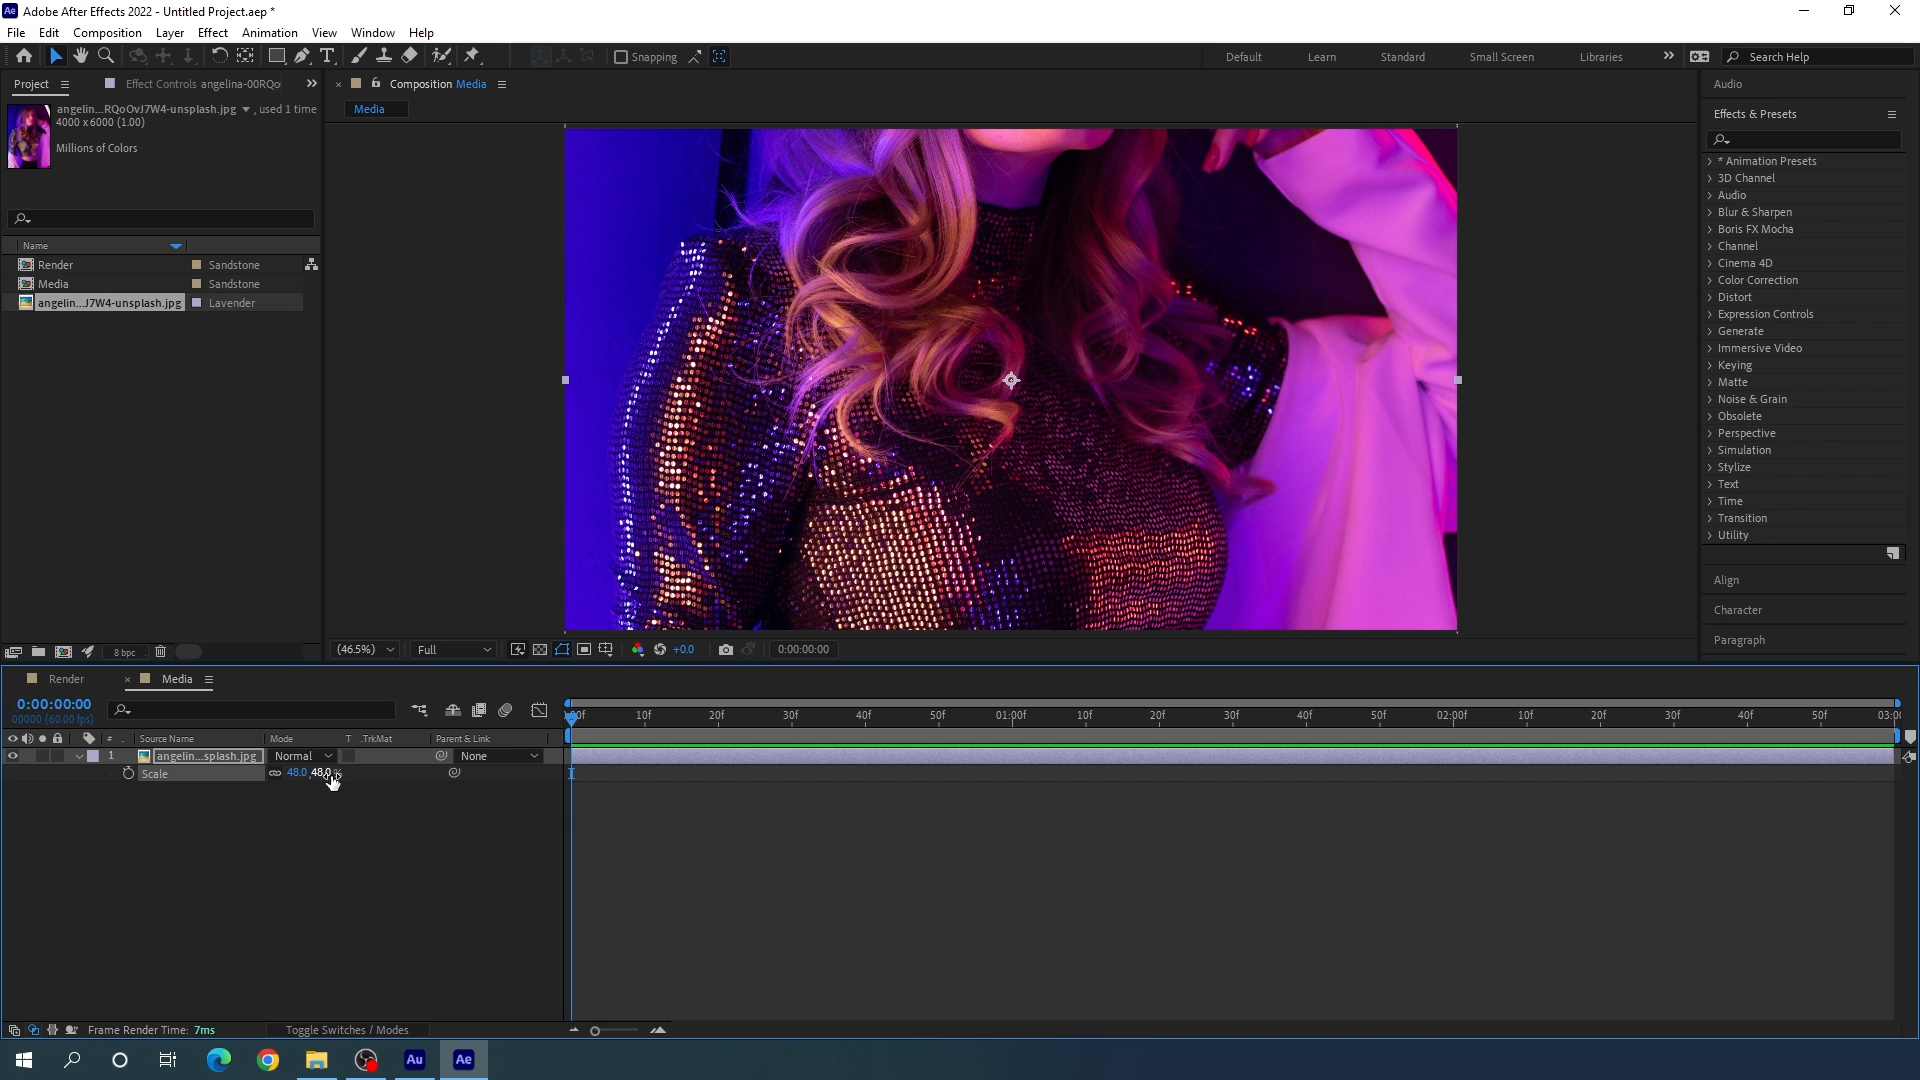 Adobe After Effects 2022 - Untitled Project.aep *
File Edit Composition Layer Effect Animation View Window Help
Snapping Default Learn Standard Small Screen Libraries Search Help
Project Effect Controls angelina-00RQo
Composition Media
Media
angelin...RQoOvJ7W4-unsplash.jpg , used 1 time
4000 x 6000 (1.00)
Millions of Colors
Name
Render Sandstone
Media Sandstone
angelin...J7W4-unsplash.jpg Lavender
8 bpc
(46.5%) Full +0.0 0:00:00:00
Audio
Effects & Presets
* Animation Presets
3D Channel
Audio
Blur & Sharpen
Boris FX Mocha
Channel
Cinema 4D
Color Correction
Distort
Expression Controls
Generate
Immersive Video
Keying
Matte
Noise & Grain
Obsolete
Perspective
Simulation
Stylize
Text
Time
Transition
Utility
Align
Character
Paragraph
Render Media
0:00:00:00
00000 (60.00 fps)
:00f 10f 20f 30f 40f 50f 01:00f 10f 20f 30f 40f 50f 02:00f 10f 20f 30f 40f 50f 03:00
# Source Name Mode T .TrkMat Parent & Link
1 angelin...splash.jpg Normal None
Scale 48.0, 48.0 %
Frame Render Time: 7ms Toggle Switches / Modes
Au Ae